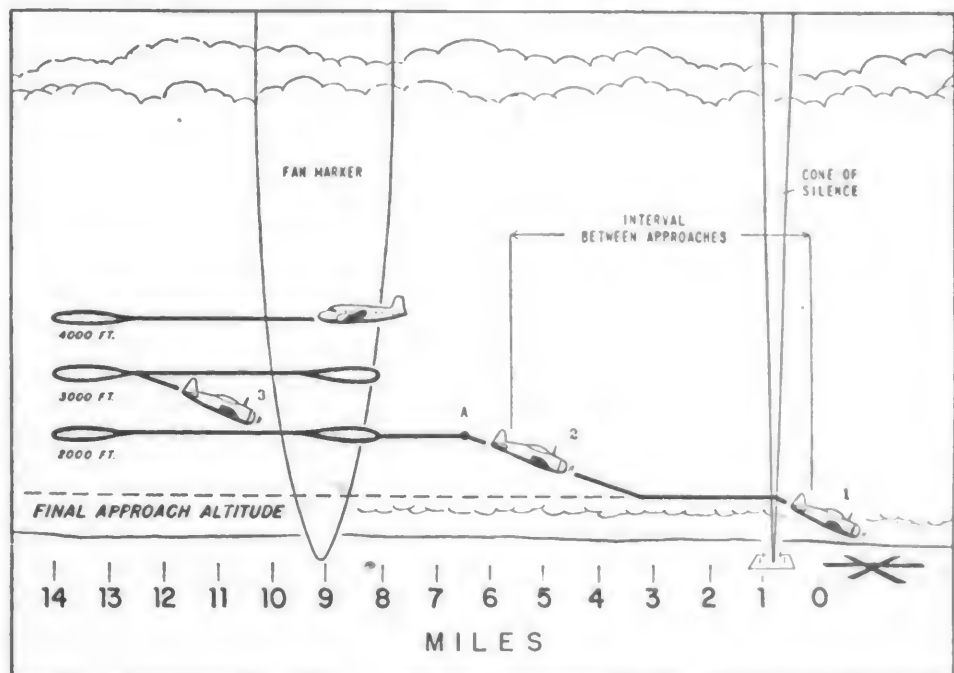 FAN MARKER
CONE OF
SILENCE
INTERVAL
BETWEEN APPROACHES
4000 FT.
3
3000 FT.
A
2
2000 FT.
1
FINAL APPROACH ALTITUDE
14 13 12 11 10 9 8 7 6 5 4 3 2 1 0
MILES